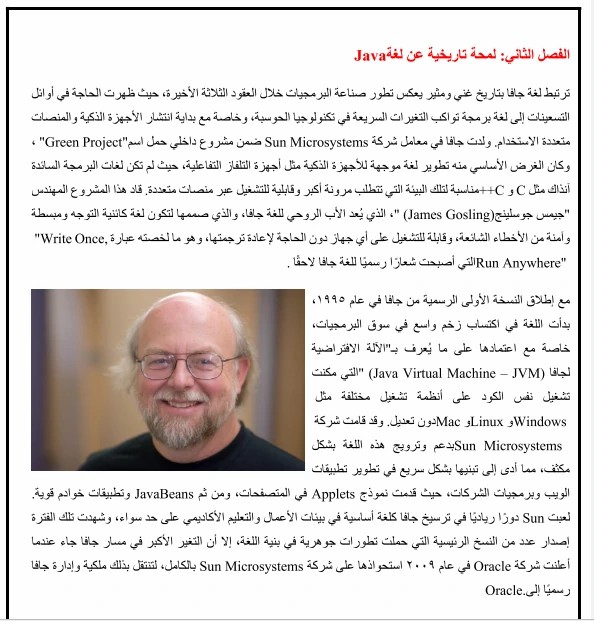 الفصل الثاني: لمحة تاريخية عن لغةJava
ترتبط لغة جافا بتاريخ غني ومثير يعكس تطور صناعة البرمجيات خلال العقود الثلاثة الأخيرة، حيث ظهرت الحاجة في أوائل
التسعينات إلى لغة برمجة تواكب التغيرات السريعة في تكنولوجيا الحوسبة، وخاصة مع بداية انتشار الأجهزة الذكية والمنصات
متعددة الاستخدام. ولدت جافا في معامل شركة Sun Microsystems ضمن مشروع داخلي حمل اسم"Green Project" ،
وكان الغرض الأساسي منه تطوير لغة موجهة للأجهزة الذكية مثل أجهزة التلفاز التفاعلية، حيث لم تكن لغات البرمجة السائدة
آنذاك مثل C و C++مناسبة لتلك البيئة التي تتطلب مرونة أكبر وقابلية للتشغيل عبر منصات متعددة. قاد هذا المشروع المهندس
"جيمس جوسلينج(James Gosling) "، الذي يُعد الأب الروحي للغة جافا، والذي صممها لتكون لغة كائنية التوجه ومبسطة
وآمنة من الأخطاء الشائعة، وقابلة للتشغيل على أي جهاز دون الحاجة لإعادة ترجمتها، وهو ما لخصته عبارة "Write Once,
Run Anywhere" التي أصبحت شعارًا رسميًا للغة جافا لاحقًا .
مع إطلاق النسخة الأولى الرسمية من جافا في عام ١٩٩٥،
بدأت اللغة في اكتساب زخم واسع في سوق البرمجيات،
خاصة مع اعتمادها على ما يُعرف بـ"الآلة الافتراضية
لجافا (Java Virtual Machine – JVM) "التي مكنت
تشغيل نفس الكود على أنظمة تشغيل مختلفة مثل
Windowsو Linuxو Macدون تعديل. وقد قامت شركة
Sun Microsystemsبدعم وترويج هذه اللغة بشكل
مكثف، مما أدى إلى تبنيها بشكل سريع في تطوير تطبيقات
الويب وبرمجيات الشركات، حيث قدمت نموذج Applets في المتصفحات، ومن ثم JavaBeans وتطبيقات خوادم قوية.
لعبت Sun دورًا رياديًا في ترسيخ جافا كلغة أساسية في بيئات الأعمال والتعليم الأكاديمي على حد سواء، وشهدت تلك الفترة
إصدار عدد من النسخ الرئيسية التي حملت تطورات جوهرية في بنية اللغة، إلا أن التغير الأكبر في مسار جافا جاء عندما
أعلنت شركة Oracle في عام ٢٠٠٩ استحواذها على شركة Sun Microsystems بالكامل، لتنتقل بذلك ملكية وإدارة جافا
رسميًا إلى.Oracle